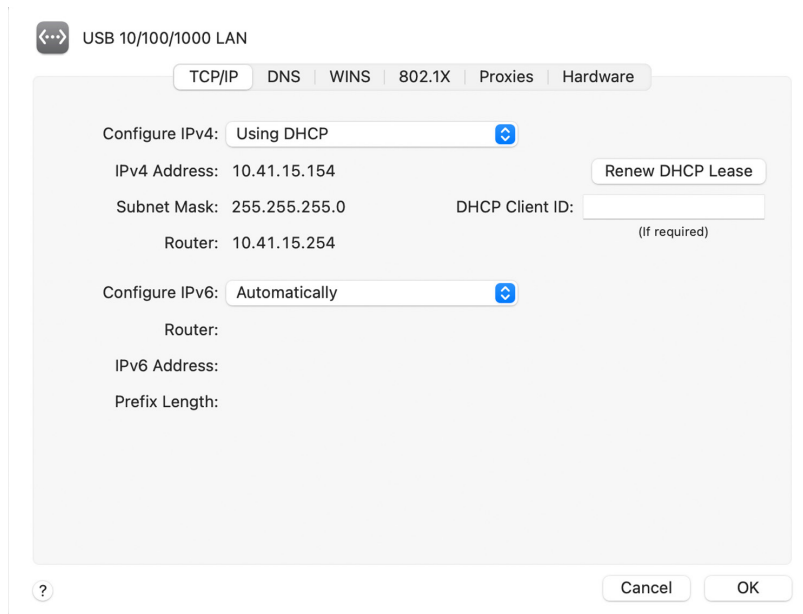 USB 10/100/1000 LAN
TCP/IP DNS WINS 802.1X Proxies Hardware
Configure IPv4: Using DHCP
IPv4 Address: 10.41.15.154 Renew DHCP Lease
Subnet Mask: 255.255.255.0 DHCP Client ID:
(If required)
Router: 10.41.15.254
Configure IPv6: Automatically
Router:
IPv6 Address:
Prefix Length:
? Cancel OK